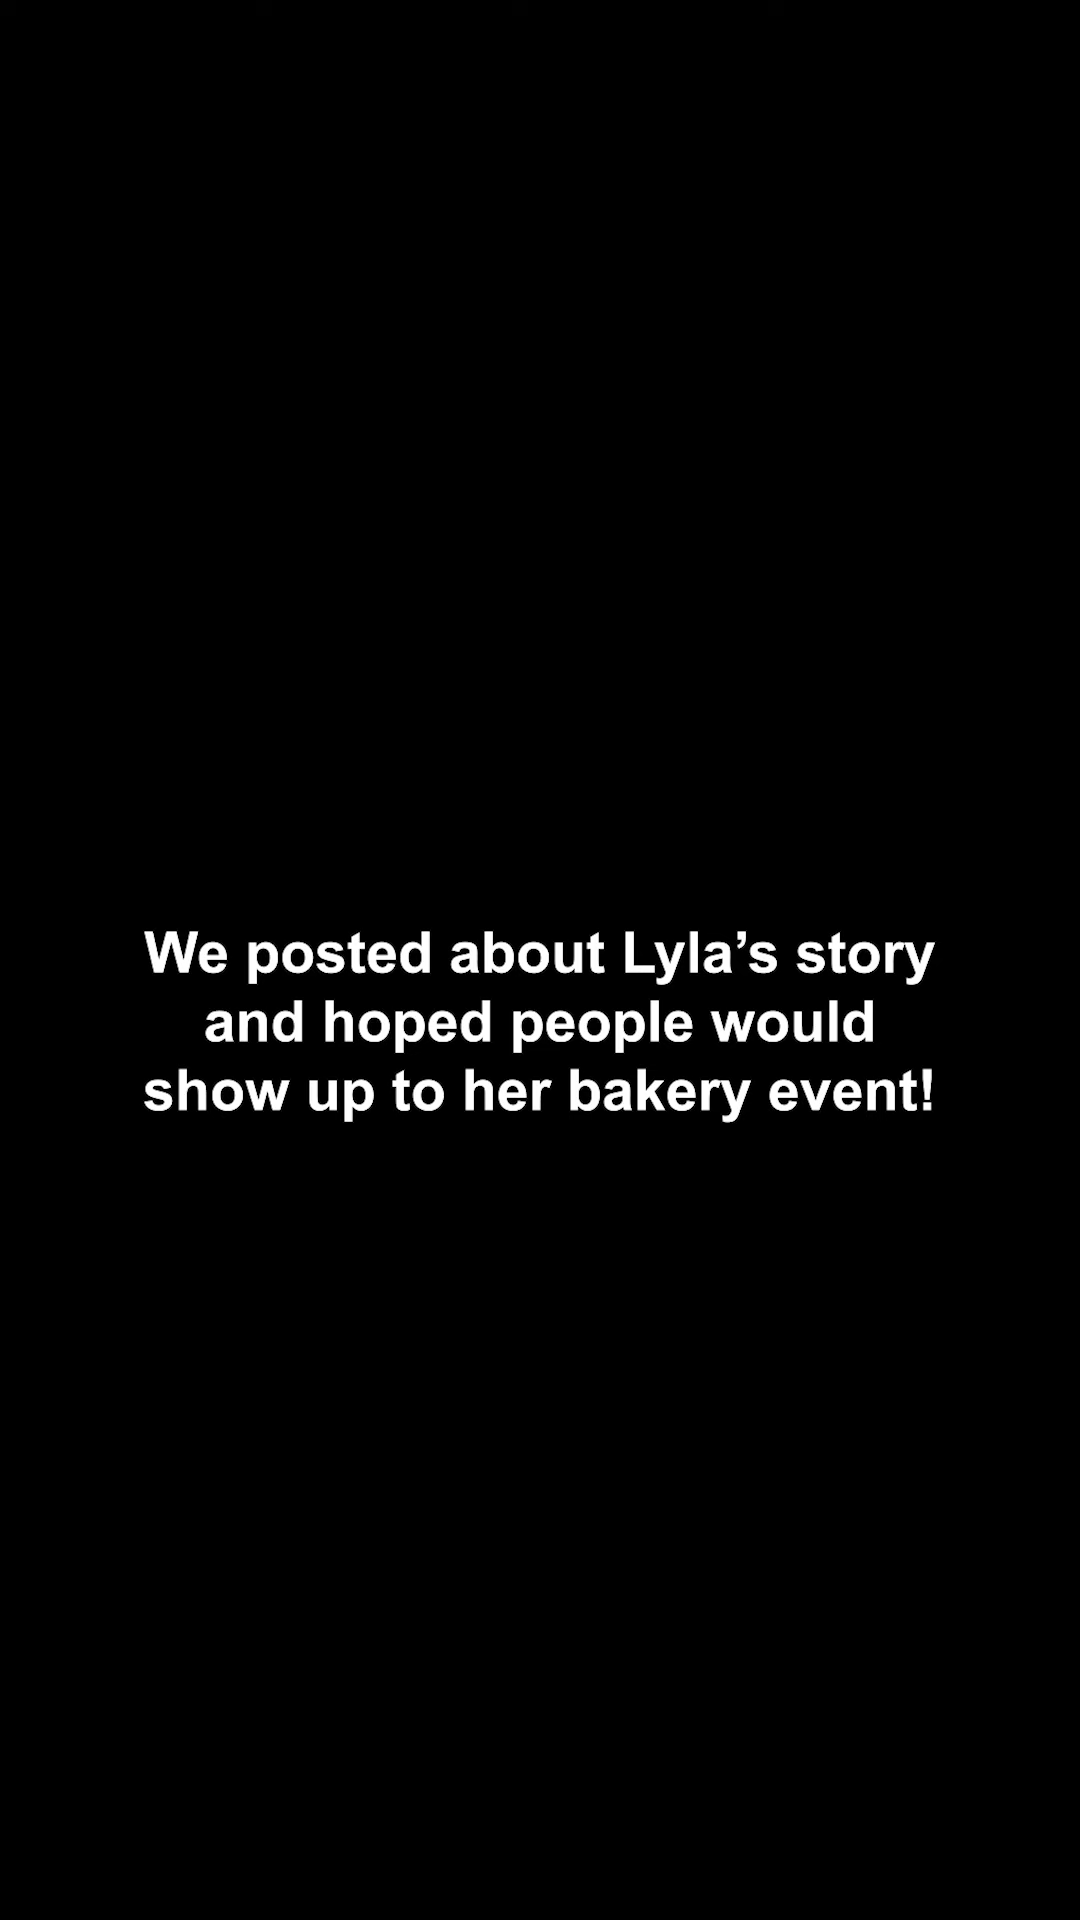 We posted about Lyla’s story
and hoped people would
show up to her bakery event!